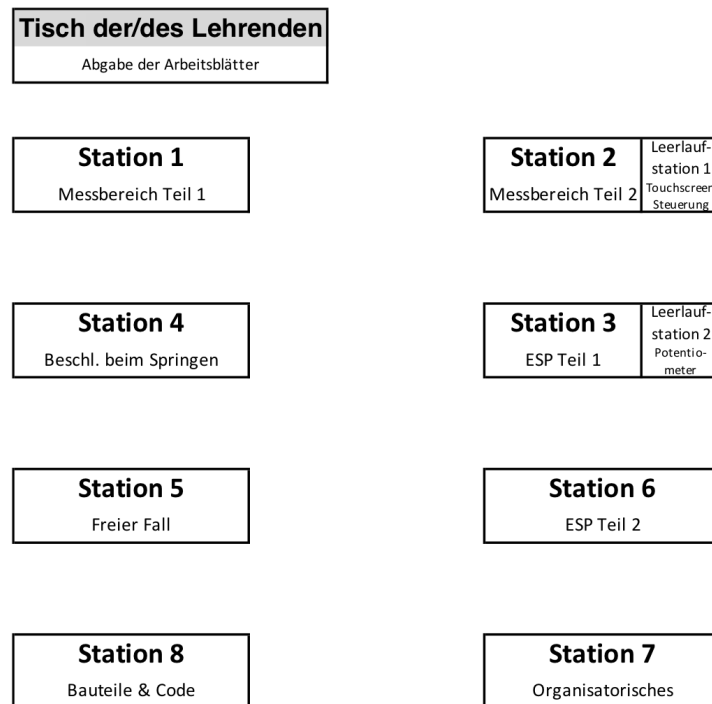 Tisch der/des Lehrenden
Abgabe der Arbeitsblätter
Station 1
Messbereich Teil 1
Station 2
Messbereich Teil 2
Leerlauf-
station 1
Touchscreen
Steuerung
Station 4
Beschl. beim Springen
Station 3
ESP Teil 1
Leerlauf-
station 2
Potentio-
meter
Station 5
Freier Fall
Station 6
ESP Teil 2
Station 8
Bauteile & Code
Station 7
Organisatorisches